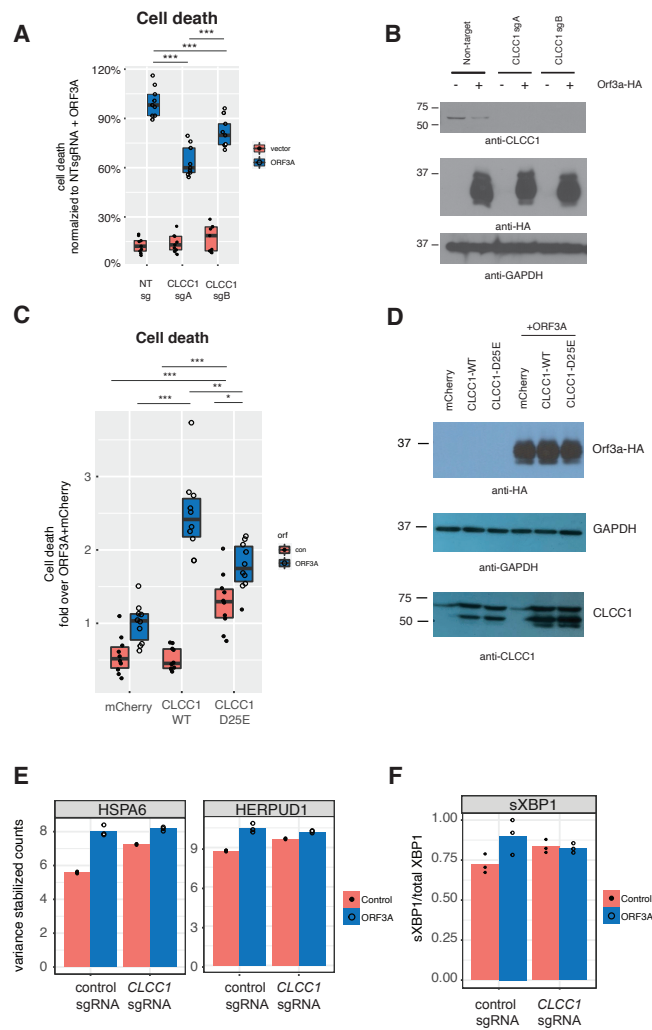 A
Cell death
***
***
***
120%
90%
60%
30%
0%
cell death
normalzied to NTsgRNA + ORF3A
vector
ORF3A
NT
sg
CLCC1
sgA
CLCC1
sgB
B
Non-target
CLCC1 sgA
CLCC1 sgB
- + - + - + Orf3a-HA
75
50
anti-CLCC1
37
anti-HA
37
anti-GAPDH
C
Cell death
***
***
**
***
*
3
2
1
Cell death
fold over ORF3A+mCherry
orf
con
ORF3A
mCherry
CLCC1
WT
CLCC1
D25E
D
+ORF3A
mCherry
CLCC1-WT
CLCC1-D25E
mCherry
CLCC1-WT
CLCC1-D25E
37
Orf3a-HA
anti-HA
37
GAPDH
anti-GAPDH
75
50
CLCC1
anti-CLCC1
E
HSPA6
HERPUD1
variance stabilized counts
8
6
4
2
0
9
6
3
0
Control
ORF3A
control
sgRNA
CLCC1
sgRNA
control
sgRNA
CLCC1
sgRNA
F
sXBP1
sXBP1/total XBP1
1.00
0.75
0.50
0.25
0.00
Control
ORF3A
control
sgRNA
CLCC1
sgRNA